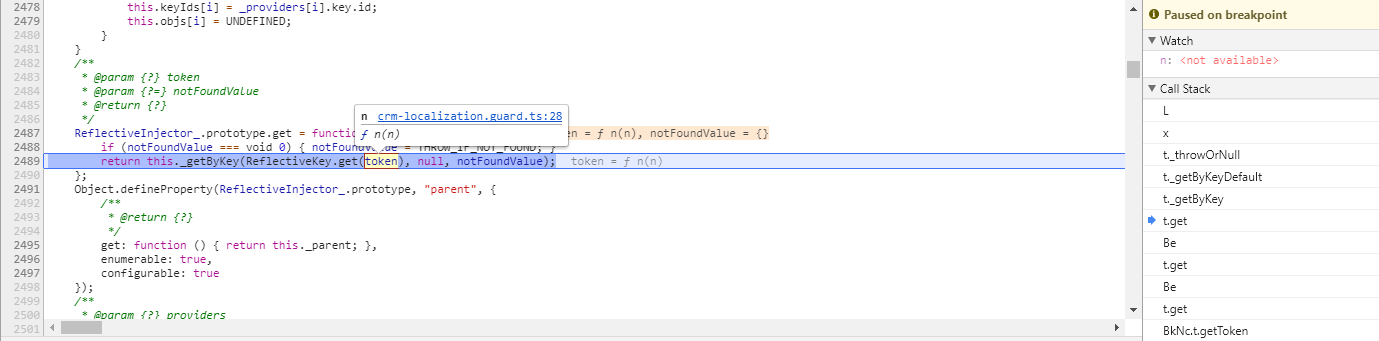 2478 this.keyIds[i] = _providers[i].key.id;
2479 this.objs[i] = UNDEFINED;
2480 }
2481 }
2482 /**
2483 * @param {?} token
2484 * @param {?=} notFoundValue
2485 * @return {?}
2486 */
n crm-localization.guard.ts:28
ƒ n(n)
2487 ReflectiveInjector_.prototype.get = function en = ƒ n(n), notFoundValue = {}
2488 if (notFoundValue === void 0) { notFoundValue = THROW_IF_NOT_FOUND; }
2489 return this._getByKey(ReflectiveKey.get(token), null, notFoundValue); token = ƒ n(n)
2490 };
2491 Object.defineProperty(ReflectiveInjector_.prototype, "parent", {
2492 /**
2493 * @return {?}
2494 */
2495 get: function () { return this._parent; },
2496 enumerable: true,
2497 configurable: true
2498 });
2499 /**
2500 * @param {?} providers
2501
Paused on breakpoint
Watch
n: <not available>
Call Stack
L
x
t._throwOrNull
t._getByKeyDefault
t._getByKey
t.get
Be
t.get
Be
t.get
BkNc.t.getToken